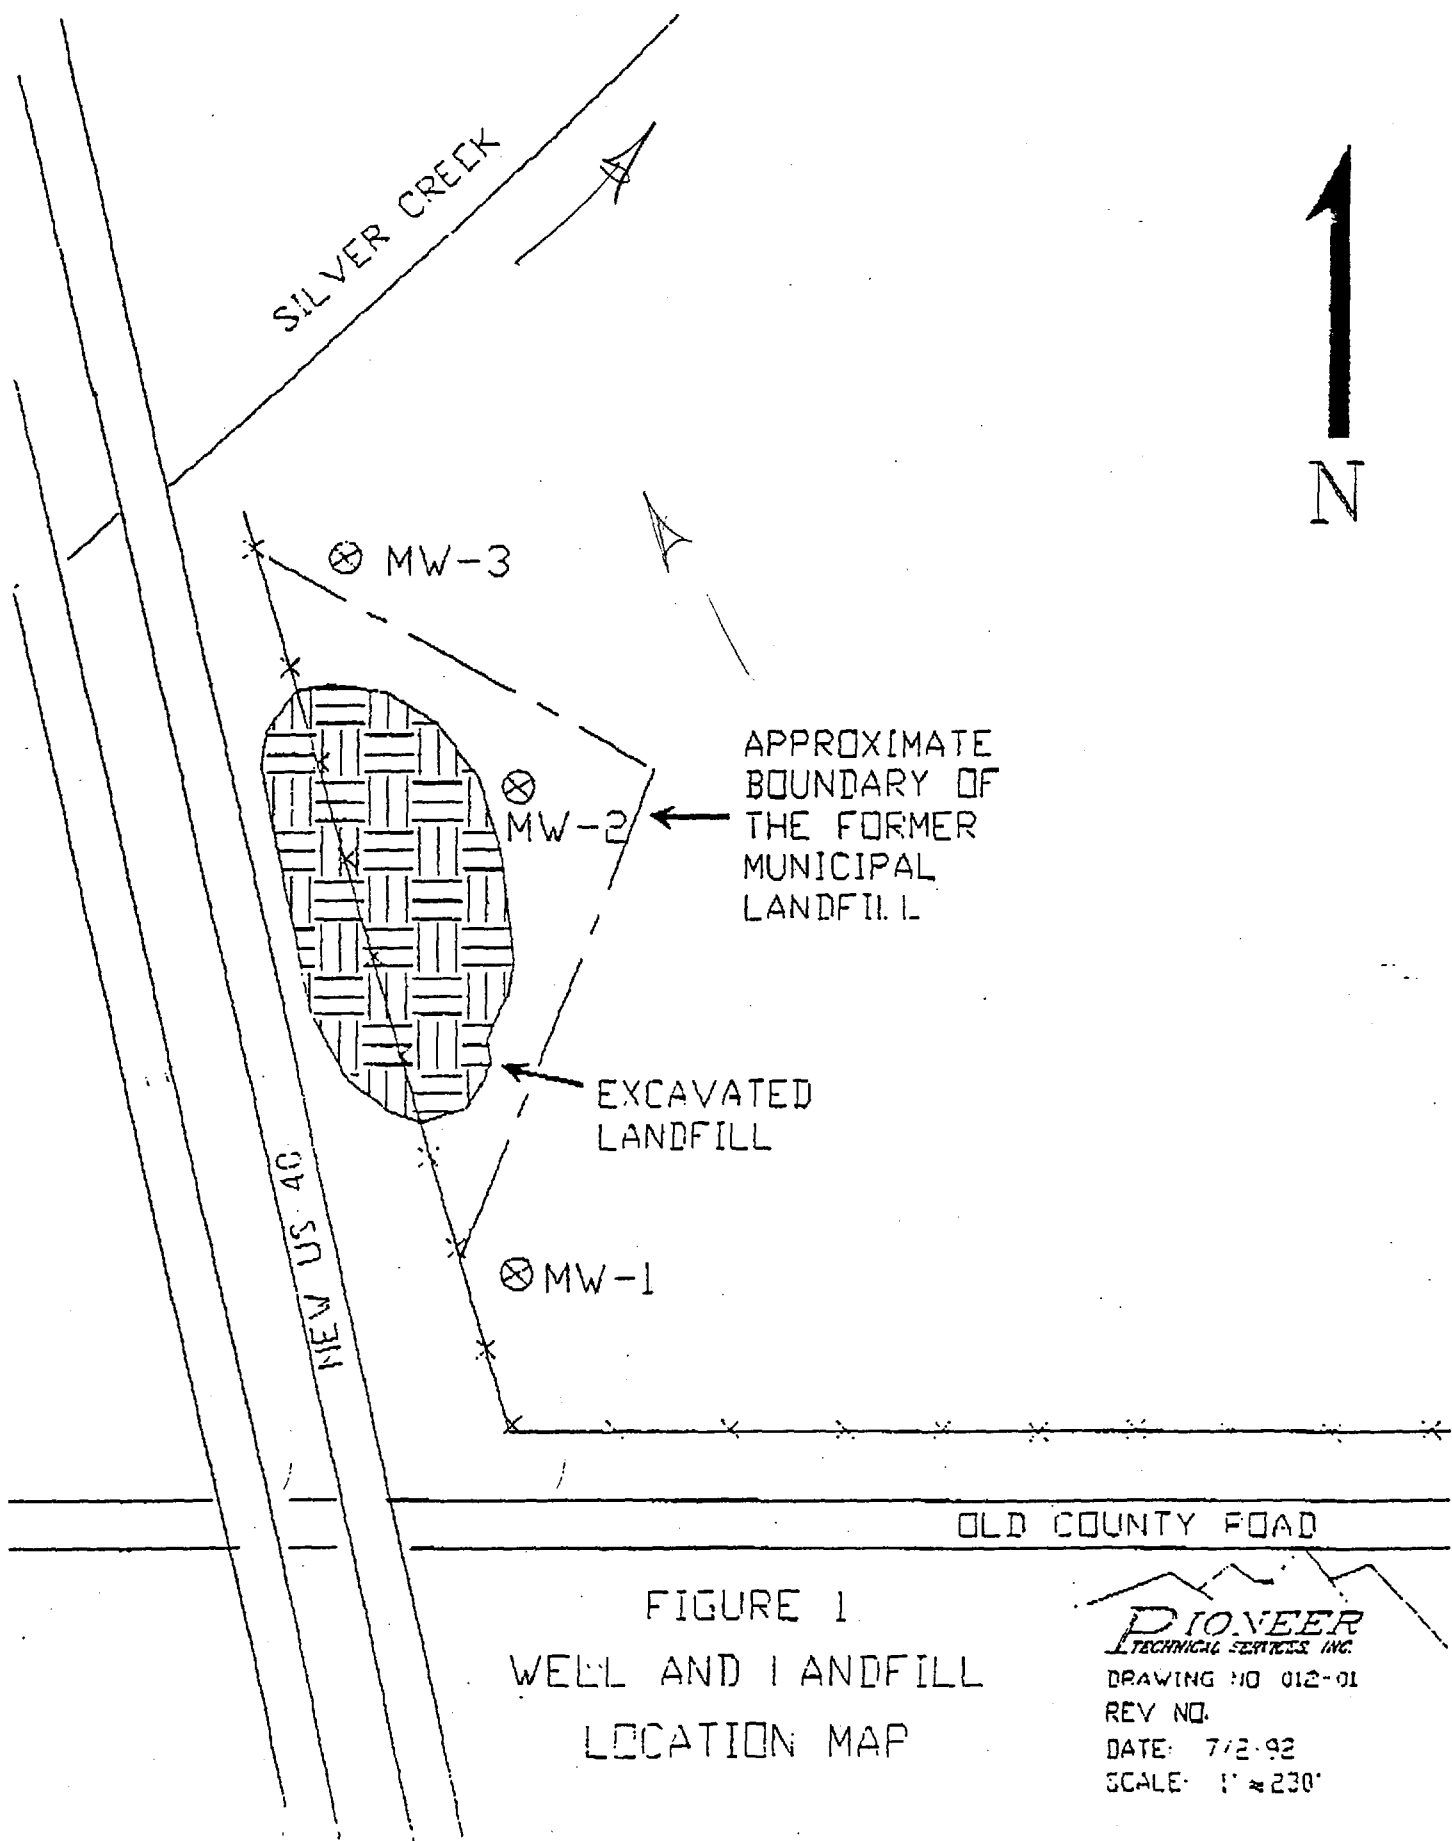 SILVER CREEK
N
MW-3
APPROXIMATE
BOUNDARY OF
THE FORMER
MUNICIPAL
LANDFILL
MW-2
EXCAVATED
LANDFILL
NEW US 40
MW-1
OLD COUNTY ROAD
FIGURE 1
WELL AND LANDFILL
LOCATION MAP
PIONEER
TECHNICAL SERVICES, INC.
DRAWING NO 012-01
REV NO.
DATE: 7/2/92
SCALE: 1" ≈ 230'